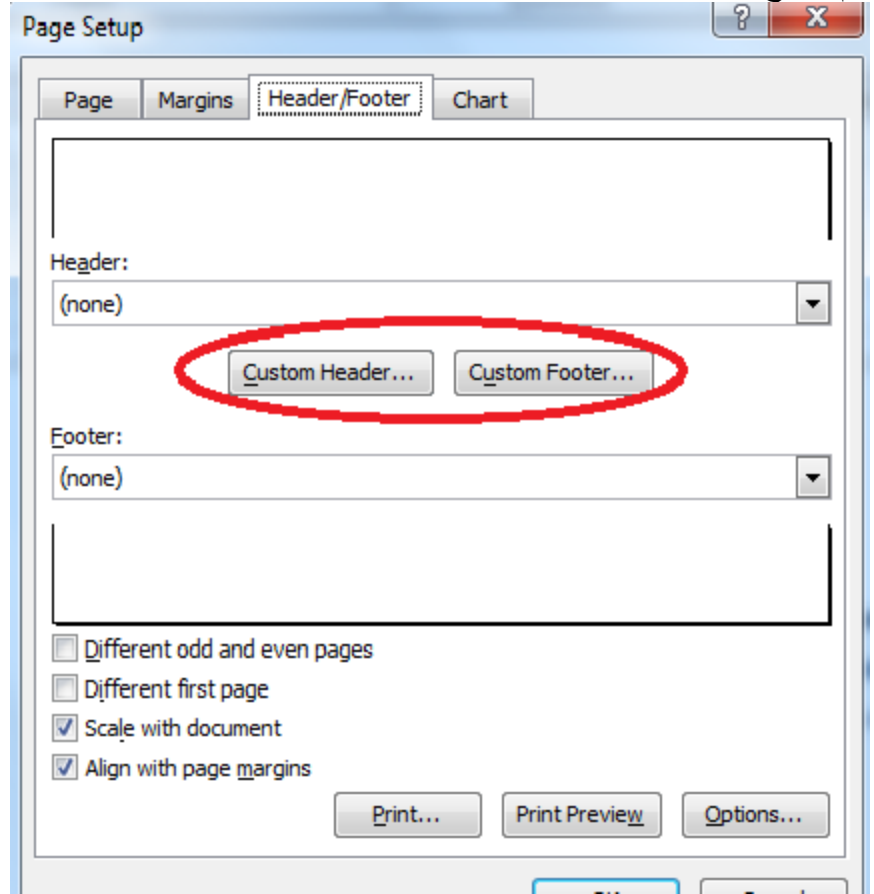 Page Setup
?
X
Page Margins Header/Footer Chart
Header:
(none)
Custom Header... Custom Footer...
Footer:
(none)
Different odd and even pages
Different first page
Scale with document
Align with page margins
Print... Print Preview Options...